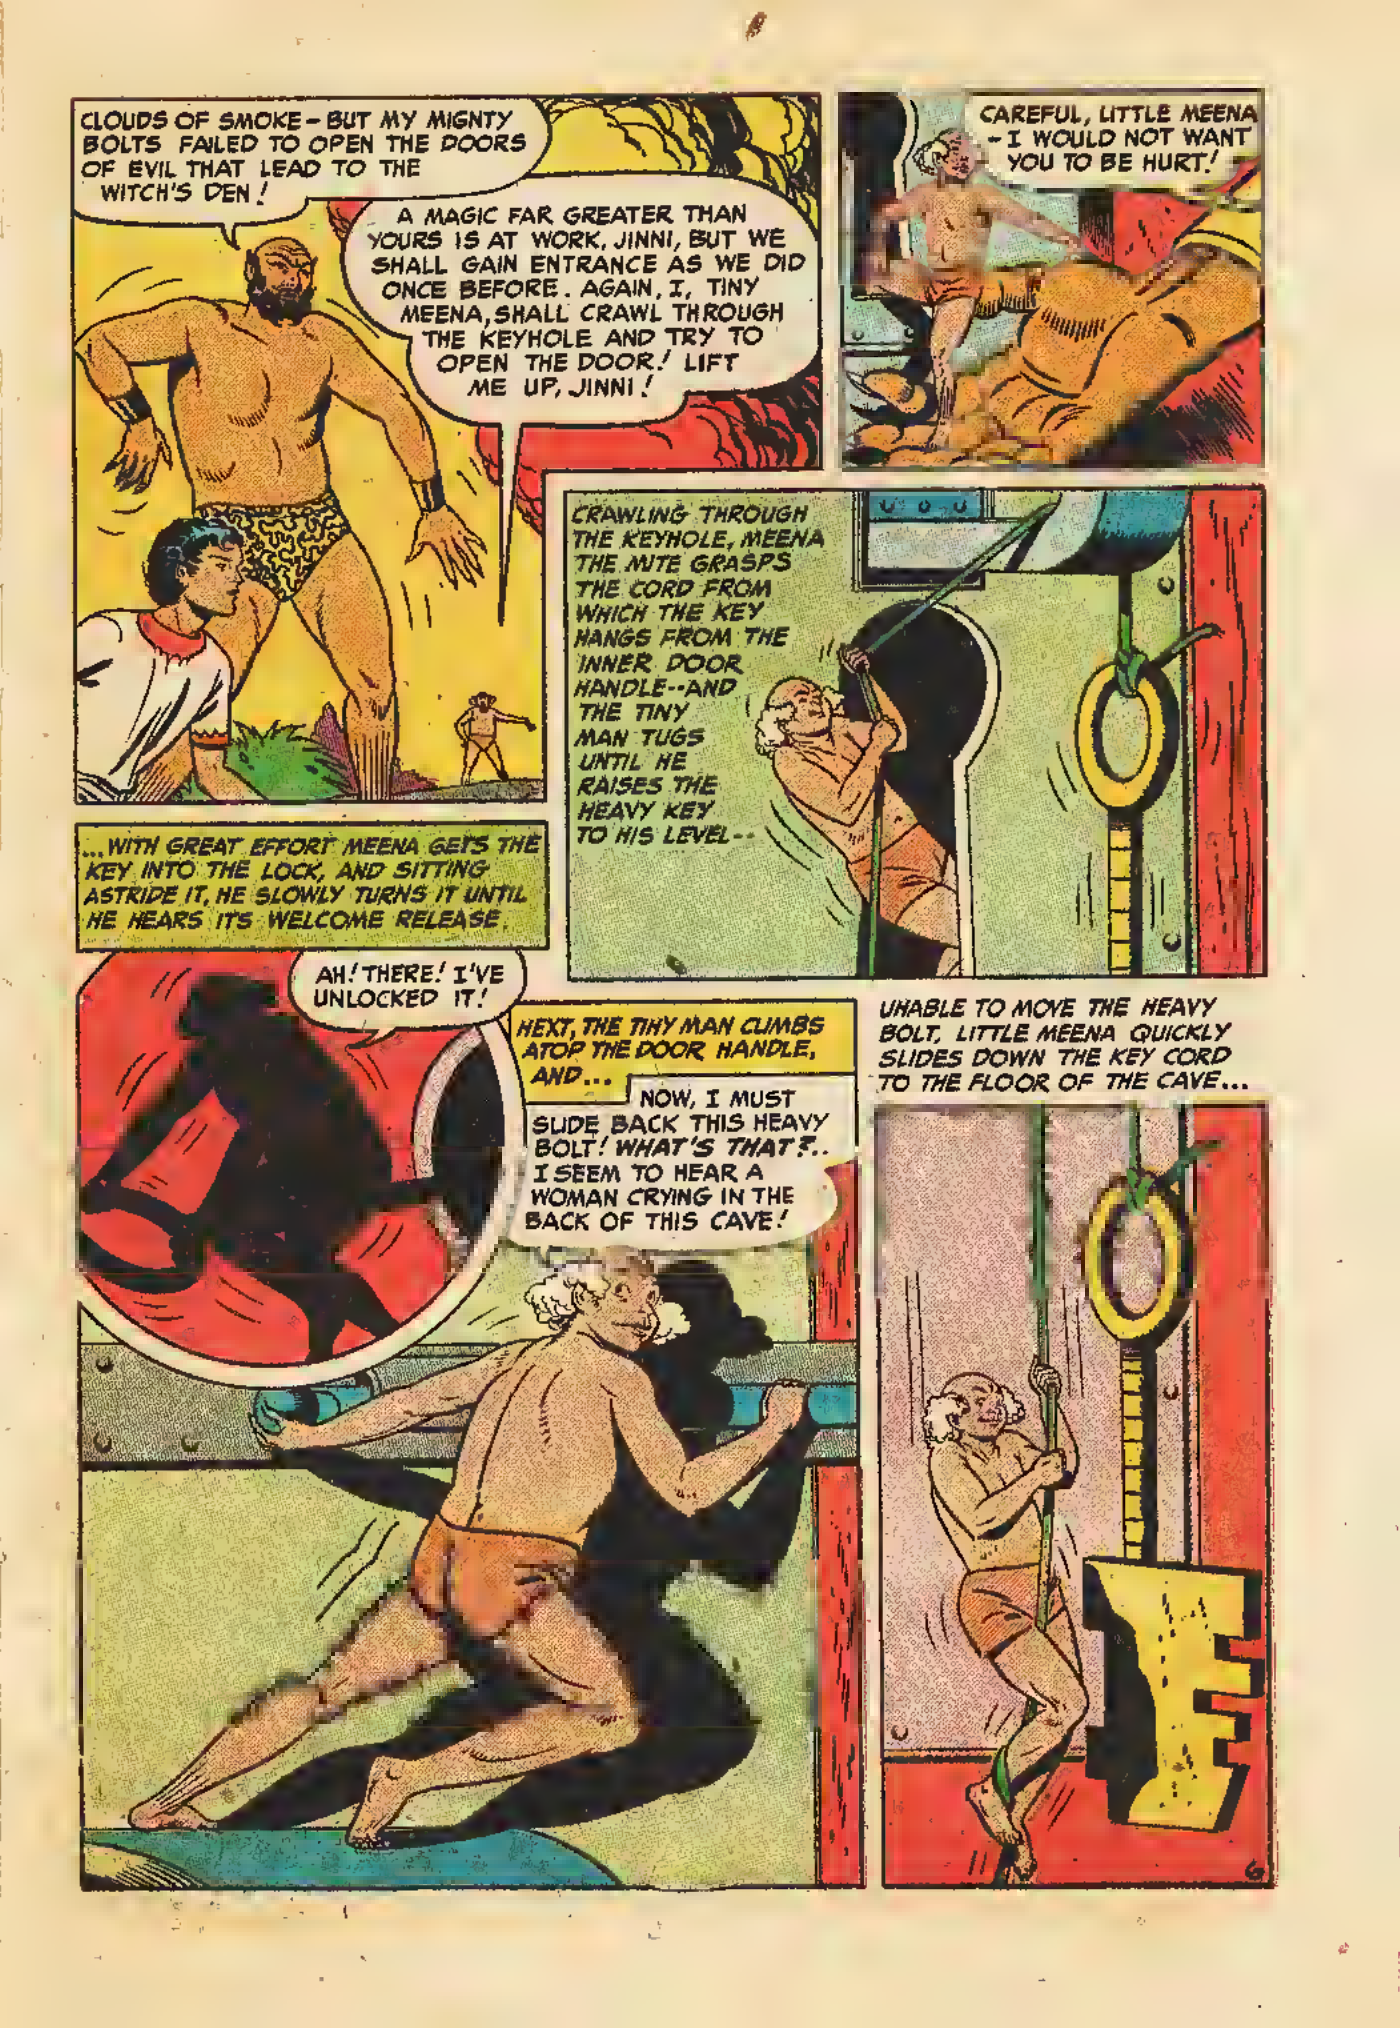 CLOUDS OF SMOKE - BUT MY MIGNTY
BOLTS FAILED TO OPEN THE DOORS
OF EVIL THAT LEAD TO THE
WITCH'S DEN!
A MAGIC FAR GREATER THAN
YOURS IS AT WORK, JINNI, BUT WE
SHALL GAIN ENTRANCE AS WE DID
ONCE BEFORE. AGAIN, I, TINY
MEENA, SHALL CRAWL THROUGH
THE KEYHOLE AND TRY TO
OPEN THE DOOR! LIFT
ME UP, JINNI!
CAREFUL, LITTLE MEENA
- I WOULD NOT WANT
YOU TO BE HURT!
CRAWLING THROUGH
THE KEYHOLE, MEENA
THE MITE GRASPS
THE CORD FROM
WHICH THE KEY
HANGS FROM THE
INNER DOOR
HANDLE--AND
THE TINY
MAN TUGS
UNTIL HE
RAISES THE
HEAVY KEY
TO HIS LEVEL--
...WITH GREAT EFFORT MEENA GETS THE
KEY INTO THE LOCK, AND SITTING
ASTRIDE IT, HE SLOWLY TURNS IT UNTIL
HE HEARS ITS WELCOME RELEASE.
AH! THERE! I'VE
UNLOCKED IT!
NEXT, THE TINY MAN CLIMBS
ATOP THE DOOR HANDLE,
AND...
NOW, I MUST
SLIDE BACK THIS HEAVY
BOLT! WHAT'S THAT?..
I SEEM TO HEAR A
WOMAN CRYING IN THE
BACK OF THIS CAVE!
UNABLE TO MOVE THE HEAVY
BOLT, LITTLE MEENA QUICKLY
SLIDES DOWN THE KEY CORD
TO THE FLOOR OF THE CAVE...
6